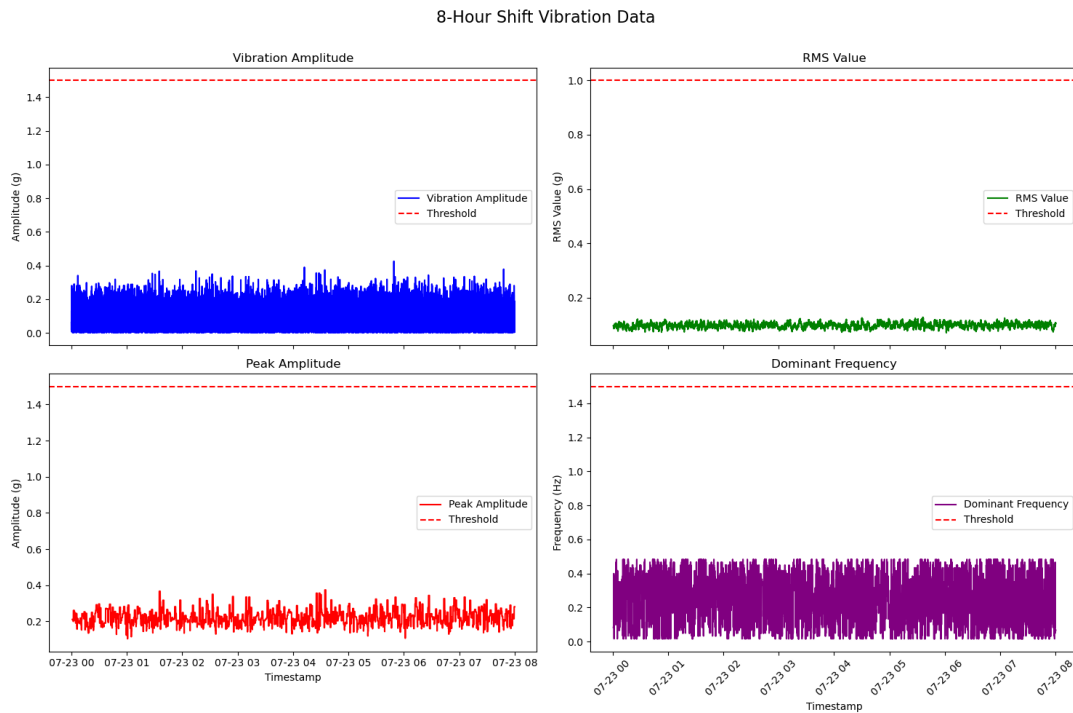 8-Hour Shift Vibration Data
Vibration Amplitude
Amplitude (g)
1.4
1.2
1.0
0.8
0.6
0.4
0.2
0.0
Vibration Amplitude
Threshold
RMS Value
RMS Value (g)
1.0
0.8
0.6
0.4
0.2
RMS Value
Threshold
Peak Amplitude
Amplitude (g)
1.4
1.2
1.0
0.8
0.6
0.4
0.2
Peak Amplitude
Threshold
07-23 00 07-23 01 07-23 02 07-23 03 07-23 04 07-23 05 07-23 06 07-23 07 07-23 08
Timestamp
Dominant Frequency
Frequency (Hz)
1.4
1.2
1.0
0.8
0.6
0.4
0.2
0.0
Dominant Frequency
Threshold
07-23 00 07-23 01 07-23 02 07-23 03 07-23 04 07-23 05 07-23 06 07-23 07 07-23 08
Timestamp